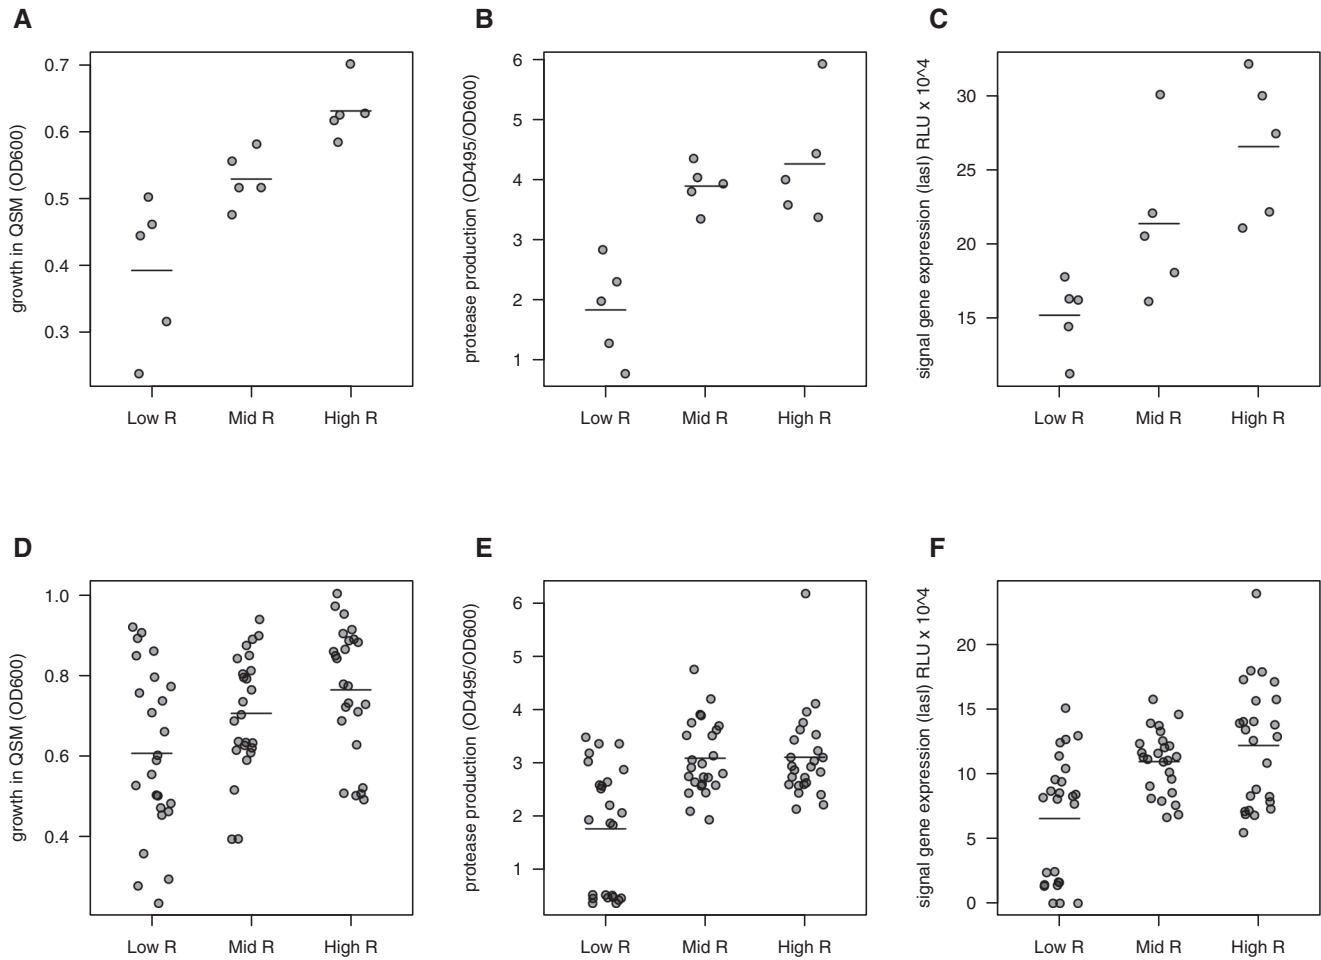 A
B
C
growth in QSM (OD600)
0.7
0.6
0.5
0.4
0.3
Low R
Mid R
High R
protease production (OD495/OD600)
6
5
4
3
2
1
Low R
Mid R
High R
signal gene expression (lasI) RLU x 10^4
30
25
20
15
Low R
Mid R
High R
D
E
F
growth in QSM (OD600)
1.0
0.8
0.6
0.4
Low R
Mid R
High R
protease production (OD495/OD600)
6
5
4
3
2
1
Low R
Mid R
High R
signal gene expression (lasI) RLU x 10^4
20
15
10
5
0
Low R
Mid R
High R